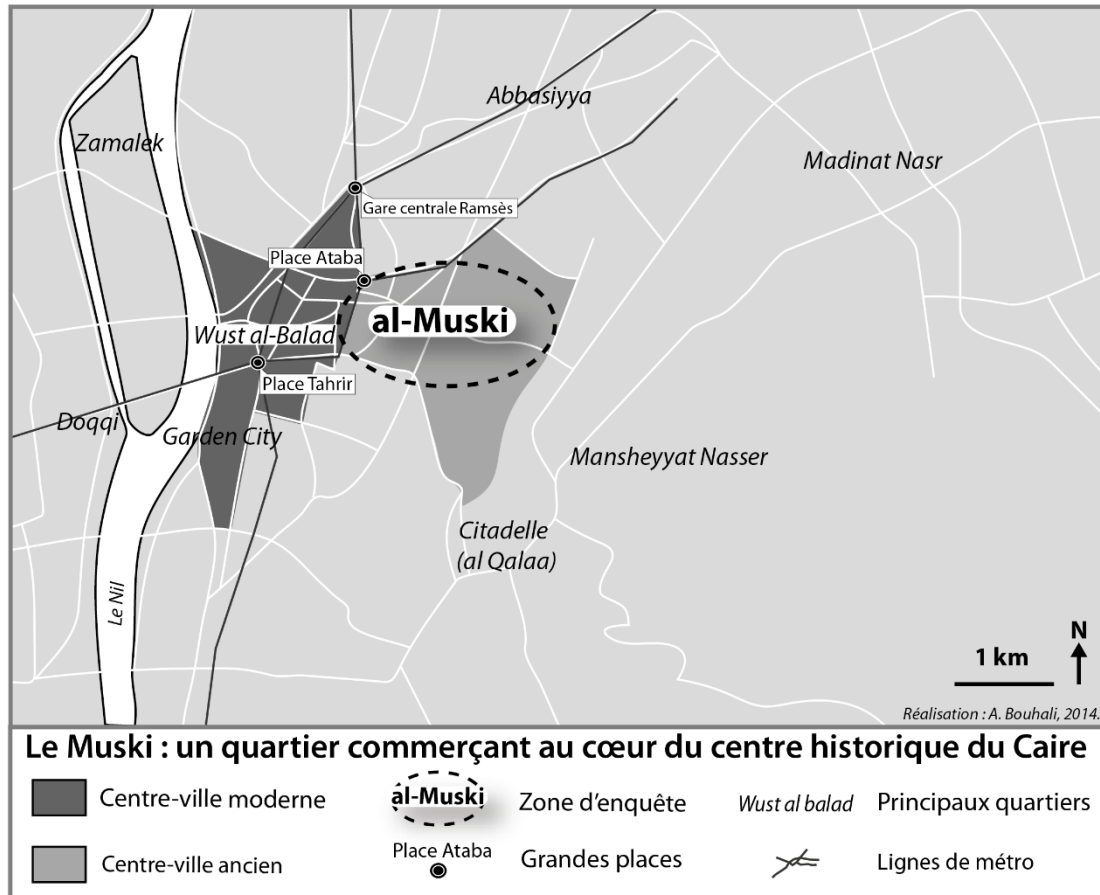 Abbasiyya
Zamalek
Madinat Nasr
Gare centrale Ramsès
Place Ataba
al-Muski
Wust al-Balad
Place Tahrir
Doqqi
Garden City
Mansheyyat Nasser
Citadelle
(al Qalaa)
Le Nil
N
1 km
Réalisation : A. Bouhali, 2014.
Le Muski : un quartier commerçant au cœur du centre historique du Caire
Centre-ville moderne
al-Muski
Zone d'enquête
Wust al balad
Principaux quartiers
Centre-ville ancien
Place Ataba
Grandes places
Lignes de métro